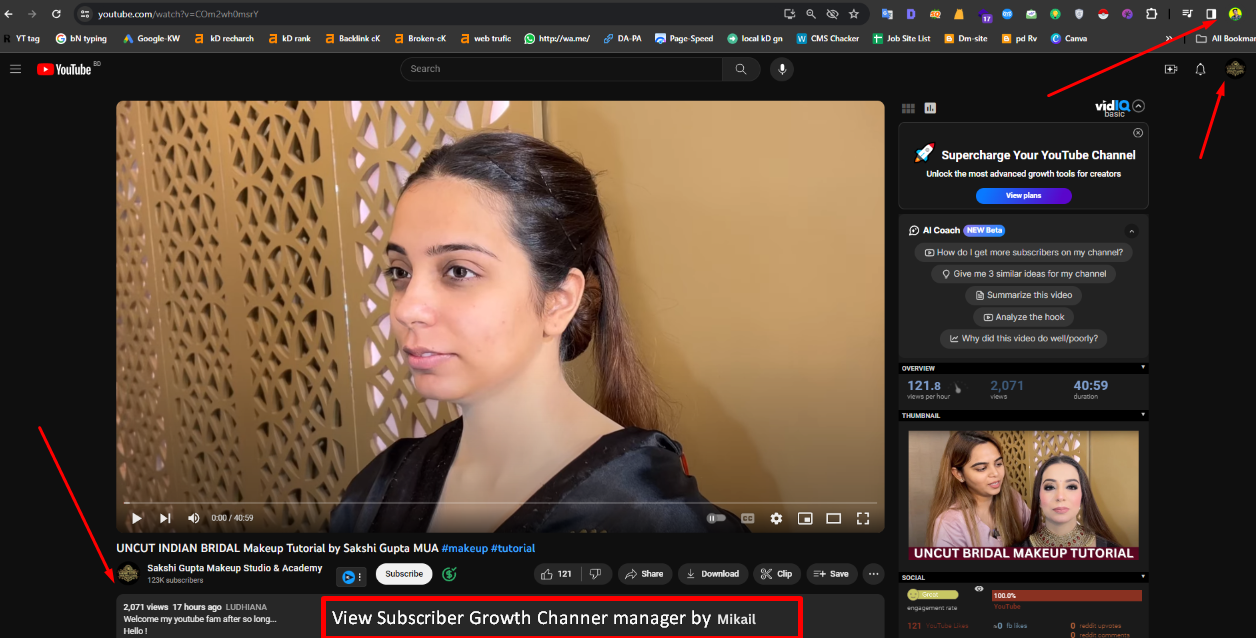 youtube.com/watch?v=COm2wh0msrY
17
YT tag
bN typing
Google-KW
kD recharch
kD rank
Backlink cK
Broken-cK
web trufic
http://wa.me/
DA-PA
Page-Speed
local kD gn
CMS Checker
Job Site List
Dm-site
pd Rv
Canva
»
All Bookmar
YouTube BD
Search
vidIQ
basic
Supercharge Your YouTube Channel
Unlock the most advanced growth tools for creators
View plans
AI Coach NEW Beta
How do I get more subscribers on my channel?
Give me 3 similar ideas for my channel
Summarize this video
Analyze the hook
Why did this video do well/poorly?
OVERVIEW
121.8 2,071 40:59
views per hour views duration
THUMBNAIL
UNCUT BRIDAL MAKEUP TUTORIAL
SOCIAL
Great 100.0%
engagement rate YouTube
121 YouTube Likes ≈0 fb likes 0 reddit upvotes
0 reddit comments
0:00 / 40:59
CC
UNCUT INDIAN BRIDAL Makeup Tutorial by Sakshi Gupta MUA #makeup #tutorial
Sakshi Gupta Makeup Studio & Academy
123K subscribers
Subscribe
121
Share
Download
Clip
Save
2,071 views 17 hours ago LUDHIANA
Welcome my youtube fam after so long...
Hello !
View Subscriber Growth Channer manager by Mikail